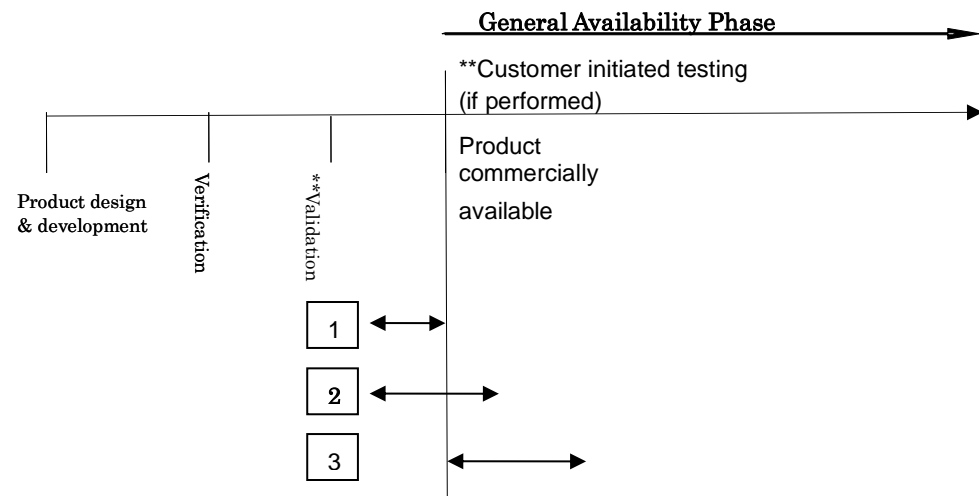 General Availability Phase
**Customer initiated testing
(if performed)
Product
commercially
available
Product design
& development
Verification
**Validation
1
2
3